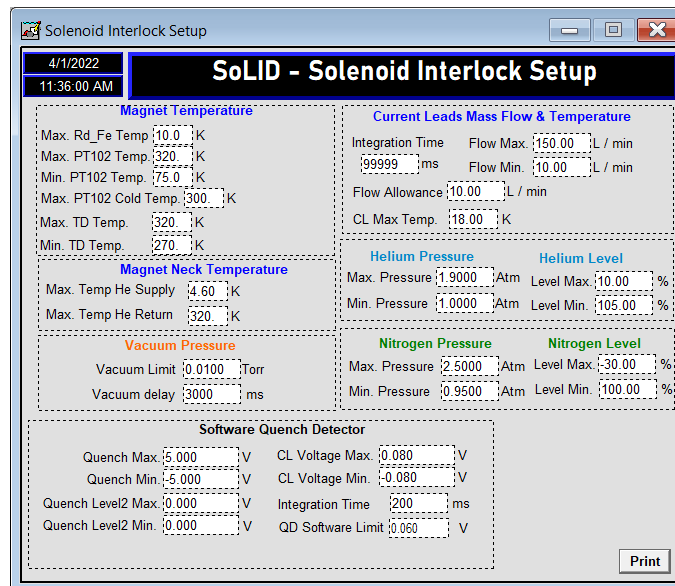 Solenoid Interlock Setup
4/1/2022
11:36:00 AM
SoLID - Solenoid Interlock Setup
Magnet Temperature
Max. Rd_Fe Temp 10.0 K
Max. PT102 Temp. 320. K
Min. PT102 Temp. 75.0 K
Max. PT102 Cold Temp. 300. K
Max. TD Temp. 320. K
Min. TD Temp. 270. K
Current Leads Mass Flow & Temperature
Integration Time
99999 ms
Flow Max. 150.00 L / min
Flow Min. 10.00 L / min
Flow Allowance 10.00 L / min
CL Max Temp. 18.00 K
Magnet Neck Temperature
Max. Temp He Supply 4.60 K
Max. Temp He Return 320. K
Helium Pressure
Max. Pressure 1.9000 Atm
Min. Pressure 1.0000 Atm
Helium Level
Level Max. 10.00 %
Level Min. 105.00 %
Vacuum Pressure
Vacuum Limit 0.0100 Torr
Vacuum delay 3000 ms
Nitrogen Pressure
Max. Pressure 2.5000 Atm
Min. Pressure 0.9500 Atm
Nitrogen Level
Level Max. -30.00 %
Level Min. 100.00 %
Software Quench Detector
Quench Max. 5.000 V
Quench Min. -5.000 V
Quench Level2 Max. 0.000 V
Quench Level2 Min. 0.000 V
CL Voltage Max. 0.080 V
CL Voltage Min. -0.080 V
Integration Time 200 ms
QD Software Limit 0.060 V
Print